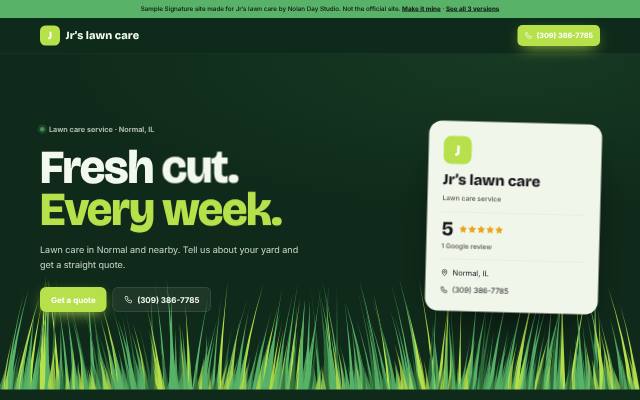 Sample Signature site made for Jr's lawn care by Nolan Day Studio. Not the official site. Make it mine · See all 3 versions
J Jr's lawn care
(309) 386-7785
Lawn care service · Normal, IL
Fresh cut.
Every week.
Lawn care in Normal and nearby. Tell us about your yard and
get a straight quote.
Get a quote
(309) 386-7785
J
Jr's lawn care
Lawn care service
5 ★★★★★
1 Google review
Normal, IL
(309) 386-7785